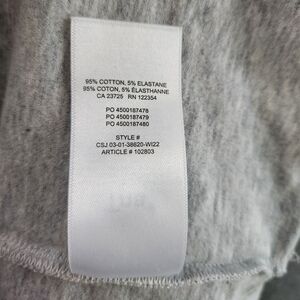 95% COTTON, 5% ELASTANE
95% COTON, 5% ÉLASTHANNE
CA 23725 RN 122354
PO 4500187478
PO 4500187479
PO 4500187480
STYLE #
CSJ 03-01-38620-WI22
ARTICLE # 102803